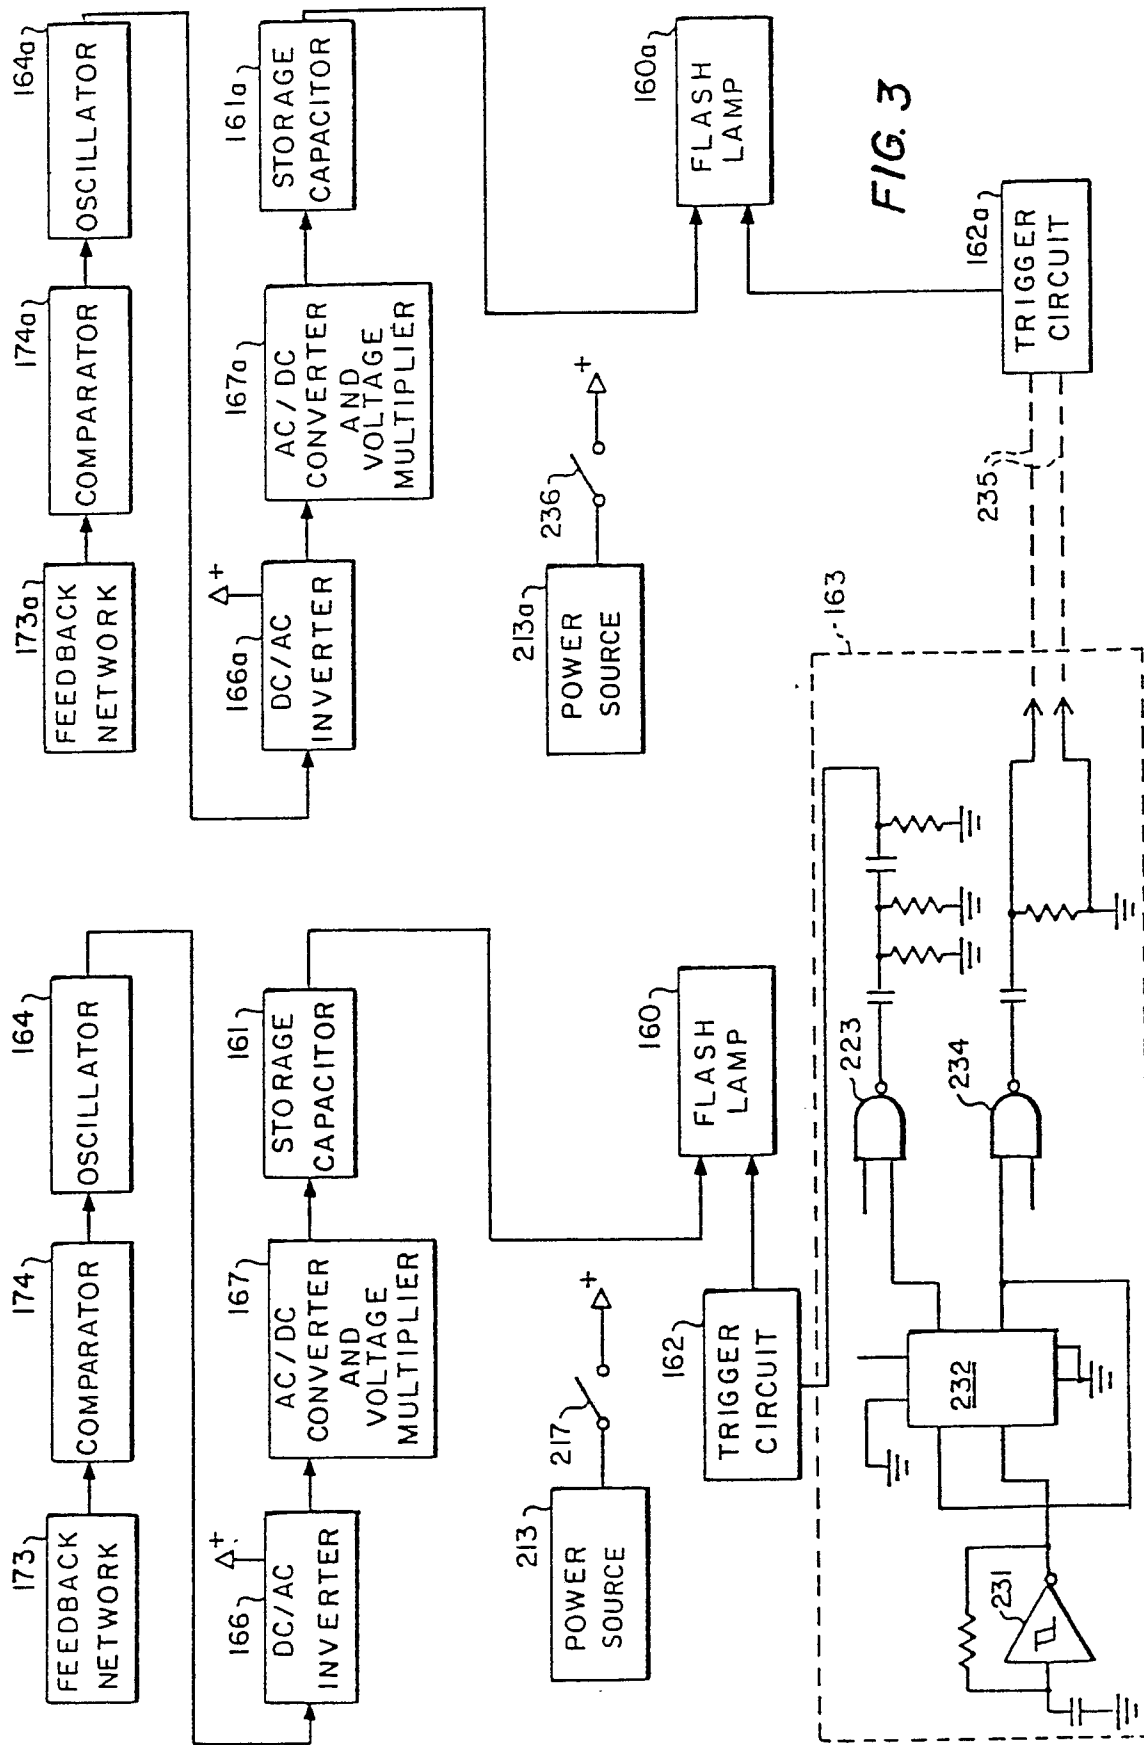 173
FEEDBACK
NETWORK
174
COMPARATOR
164
OSCILLATOR
173a
FEEDBACK
NETWORK
174a
COMPARATOR
164a
OSCILLATOR
166
+
DC/AC
INVERTER
167
AC/DC
CONVERTER
AND
VOLTAGE
MULTIPLIER
161
STORAGE
CAPACITOR
166a
+
DC/AC
INVERTER
167a
AC/DC
CONVERTER
AND
VOLTAGE
MULTIPLIER
161a
STORAGE
CAPACITOR
213
POWER
SOURCE
217
+
160
FLASH
LAMP
213a
POWER
SOURCE
236
+
160a
FLASH
LAMP
162
TRIGGER
CIRCUIT
163
FIG. 3
231
232
223
234
235
162a
TRIGGER
CIRCUIT